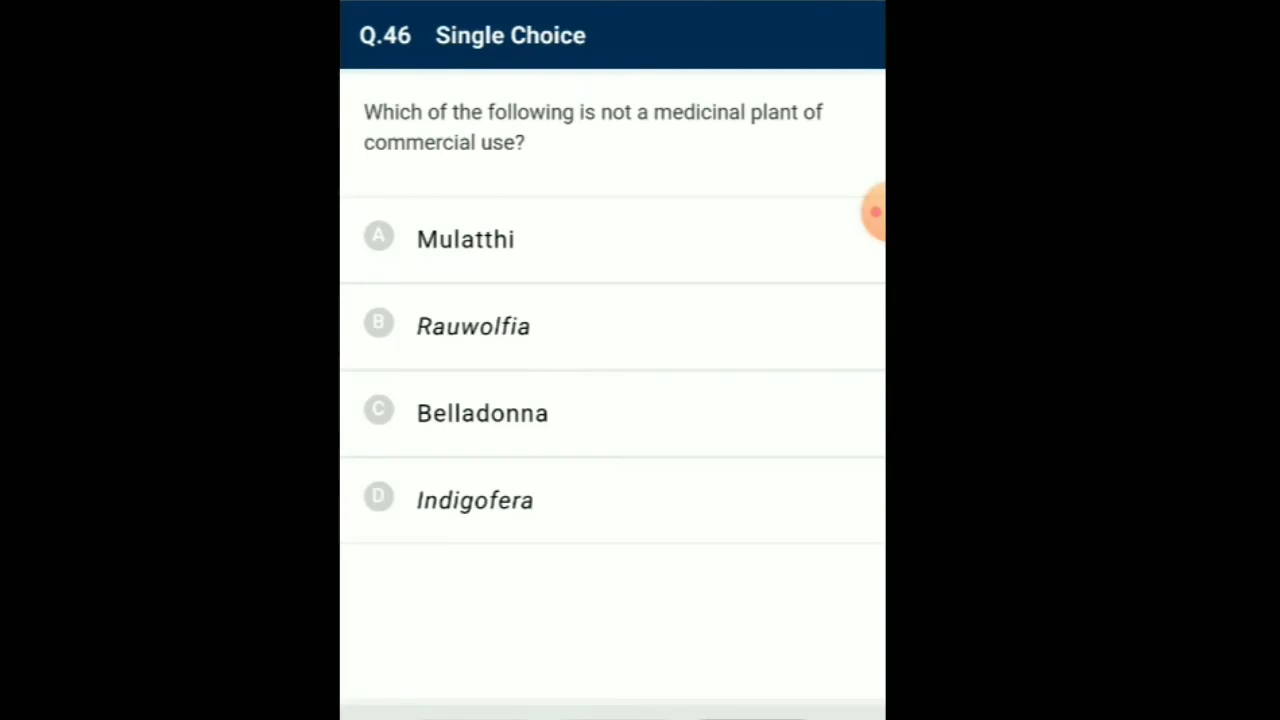 Q.46 Single Choice
Which of the following is not a medicinal plant of
commercial use?
A Mulatthi
B Rauwolfia
C Belladonna
D Indigofera